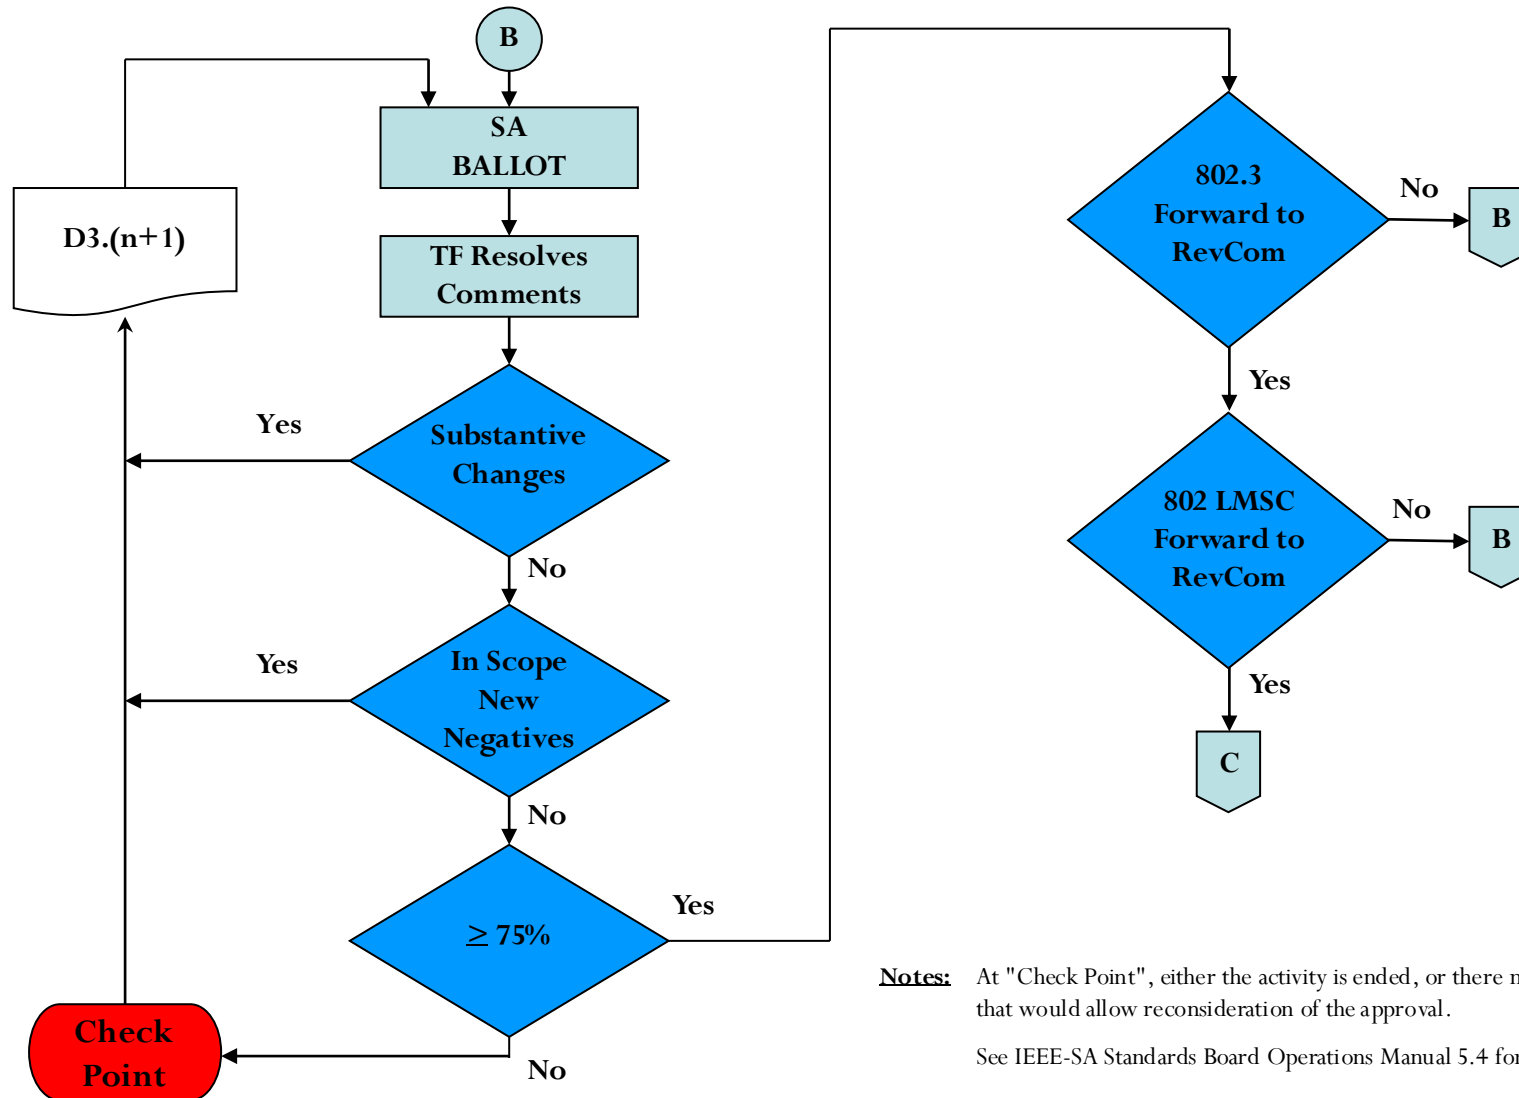 B
SA
BALLOT
D3.(n+1)
TF Resolves
Comments
Yes
Substantive
Changes
No
Yes
In Scope
New
Negatives
No
≥ 75%
Yes
No
Check
Point
802.3
Forward to
RevCom
No
B
Yes
802 LMSC
Forward to
RevCom
No
B
Yes
C
Notes: At "Check Point", either the activity is ended, or there
that would allow reconsideration of the approval.
See IEEE-SA Standards Board Operations Manual 5.4 for